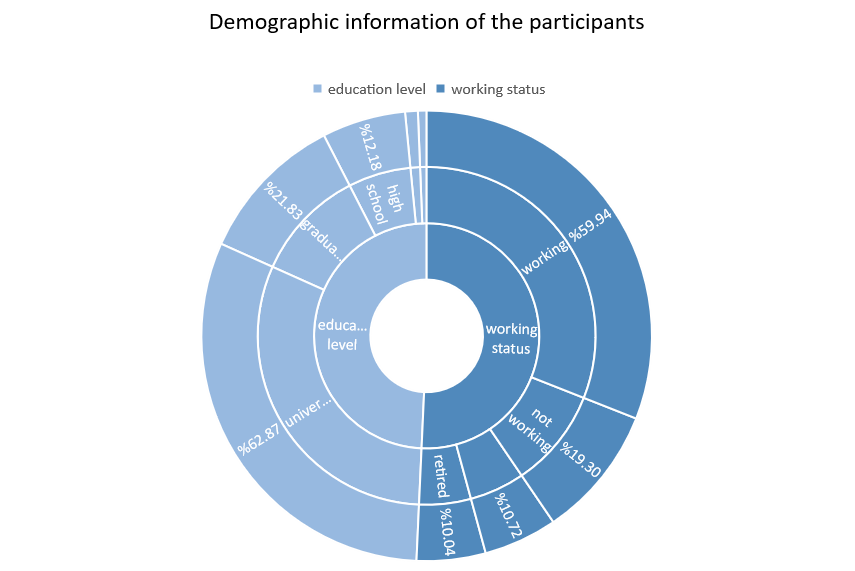 Demographic information of the participants
education level
working status
%12.18
high
school
%21.83
gradua...
educa...
level
%62.87
univer...
working
status
working
%59.94
not
working
%19.30
%10.72
retired
%10.04